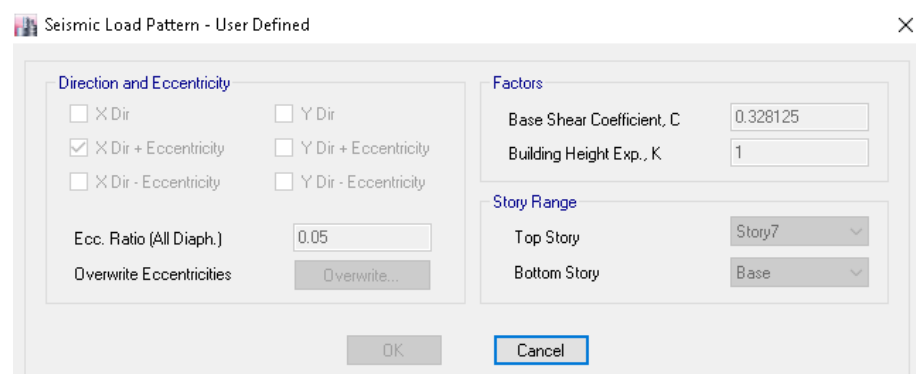 Seismic Load Pattern - User Defined
Direction and Eccentricity
X Dir
Y Dir
X Dir + Eccentricity
Y Dir + Eccentricity
X Dir - Eccentricity
Y Dir - Eccentricity
Ecc. Ratio (All Diaph.)
0.05
Overwrite Eccentricities
Overwrite...
Factors
Base Shear Coefficient, C
0.328125
Building Height Exp., K
1
Story Range
Top Story
Story7
Bottom Story
Base
OK
Cancel